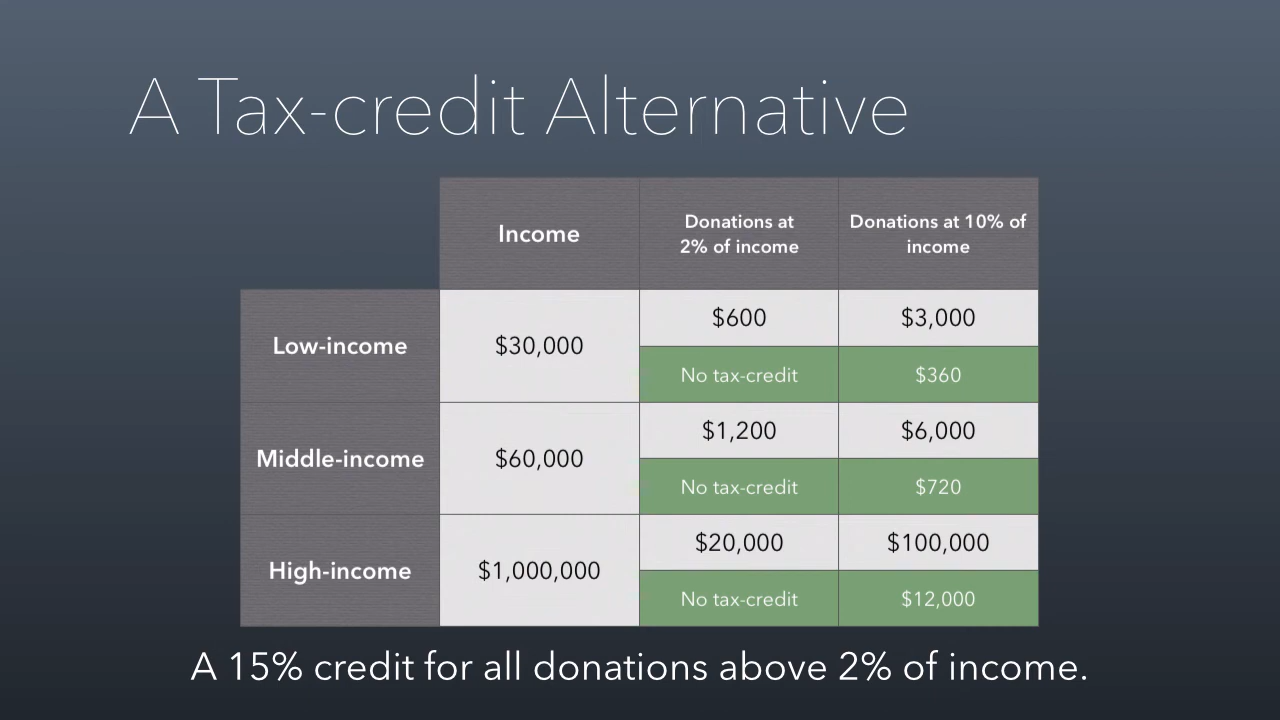 A Tax-credit Alternative
Income
Donations at
2% of income
Donations at 10% of
income
Low-income
$30,000
$600
$3,000
No tax-credit
$360
Middle-income
$60,000
$1,200
$6,000
No tax-credit
$720
High-income
$1,000,000
$20,000
$100,000
No tax-credit
$12,000
A 15% credit for all donations above 2% of income.